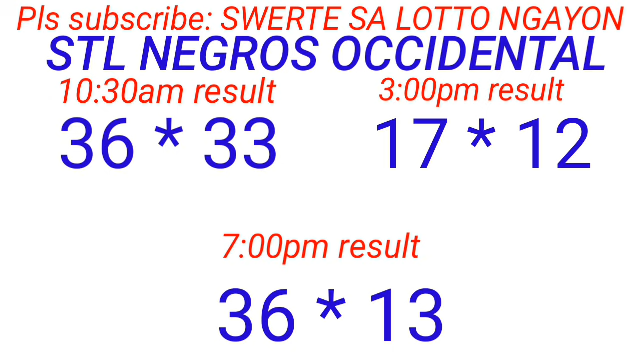 Pls subscribe: SWERTE SA LOTTO NGAYON
STL NEGROS OCCIDENTAL
10:30am result
36 * 33
3:00pm result
17 * 12
7:00pm result
36 * 13